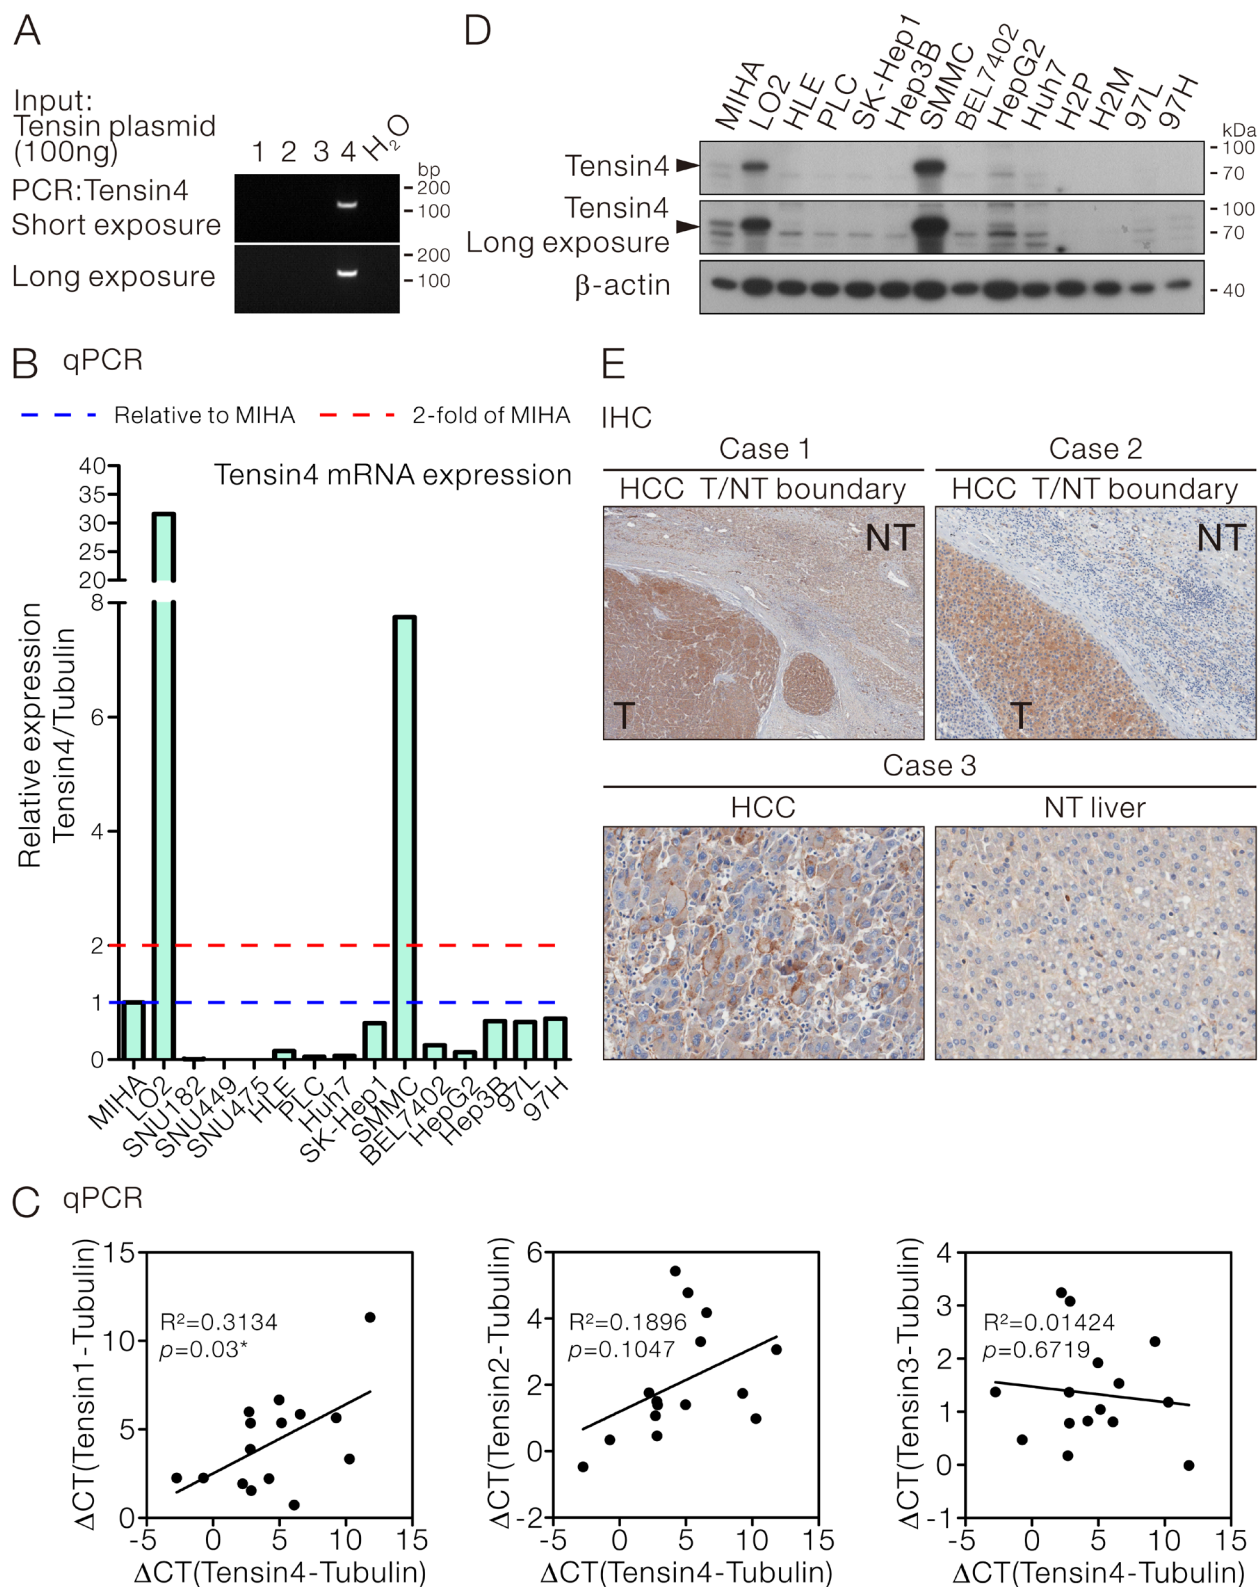 A
Input:
Tensin plasmid
(100ng)
1 2 3 4 H₂O
bp
PCR:Tensin4
Short exposure
200
100
Long exposure
200
100
D
MIHA LO2 HLE PLC SK-Hep1 Hep3B SMMC BEL7402 HepG2 Huh7 H2P H2M 97L 97H
kDa
Tensin4
100
70
Tensin4
Long exposure
100
70
β-actin
40
B qPCR
Relative to MIHA 2-fold of MIHA
Tensin4 mRNA expression
Relative expression
Tensin4/Tubulin
40
35
30
25
20
8
6
4
2
1
0
MIHA LO2 SNU182 SNU449 SNU475 HLE PLC Huh7 SK-Hep1 SMMC BEL7402 HepG2 Hep3B 97L 97H
E
IHC
Case 1 Case 2
HCC T/NT boundary HCC T/NT boundary
NT NT
T T
Case 3
HCC NT liver
C qPCR
ΔCT(Tensin1-Tubulin)
15
10
5
0
R²=0.3134
p=0.03*
-5 0 5 10 15
ΔCT(Tensin4-Tubulin)
ΔCT(Tensin2-Tubulin)
6
4
2
0
-2
R²=0.1896
p=0.1047
-5 0 5 10 15
ΔCT(Tensin4-Tubulin)
ΔCT(Tensin3-Tubulin)
4
3
2
1
0
-1
R²=0.01424
p=0.6719
-5 0 5 10 15
ΔCT(Tensin4-Tubulin)